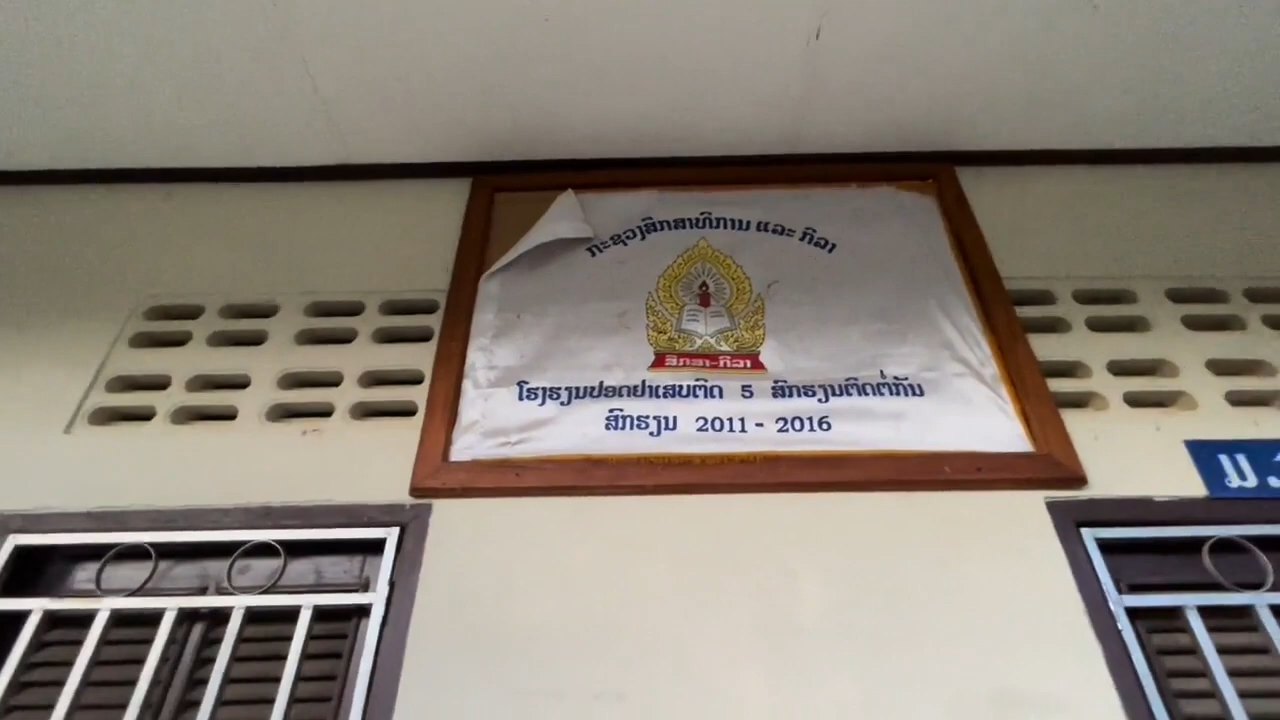 ກະຊວງສຶກສາທິການ ແລະ ກິລາ
ສຶກສາ-ກິລາ
ໂຮງຮຽນປອດຢາເສບຕິດ 5 ສົກຮຽນຕິດຕໍ່ກັນ
ສົກຮຽນ 2011 - 2016